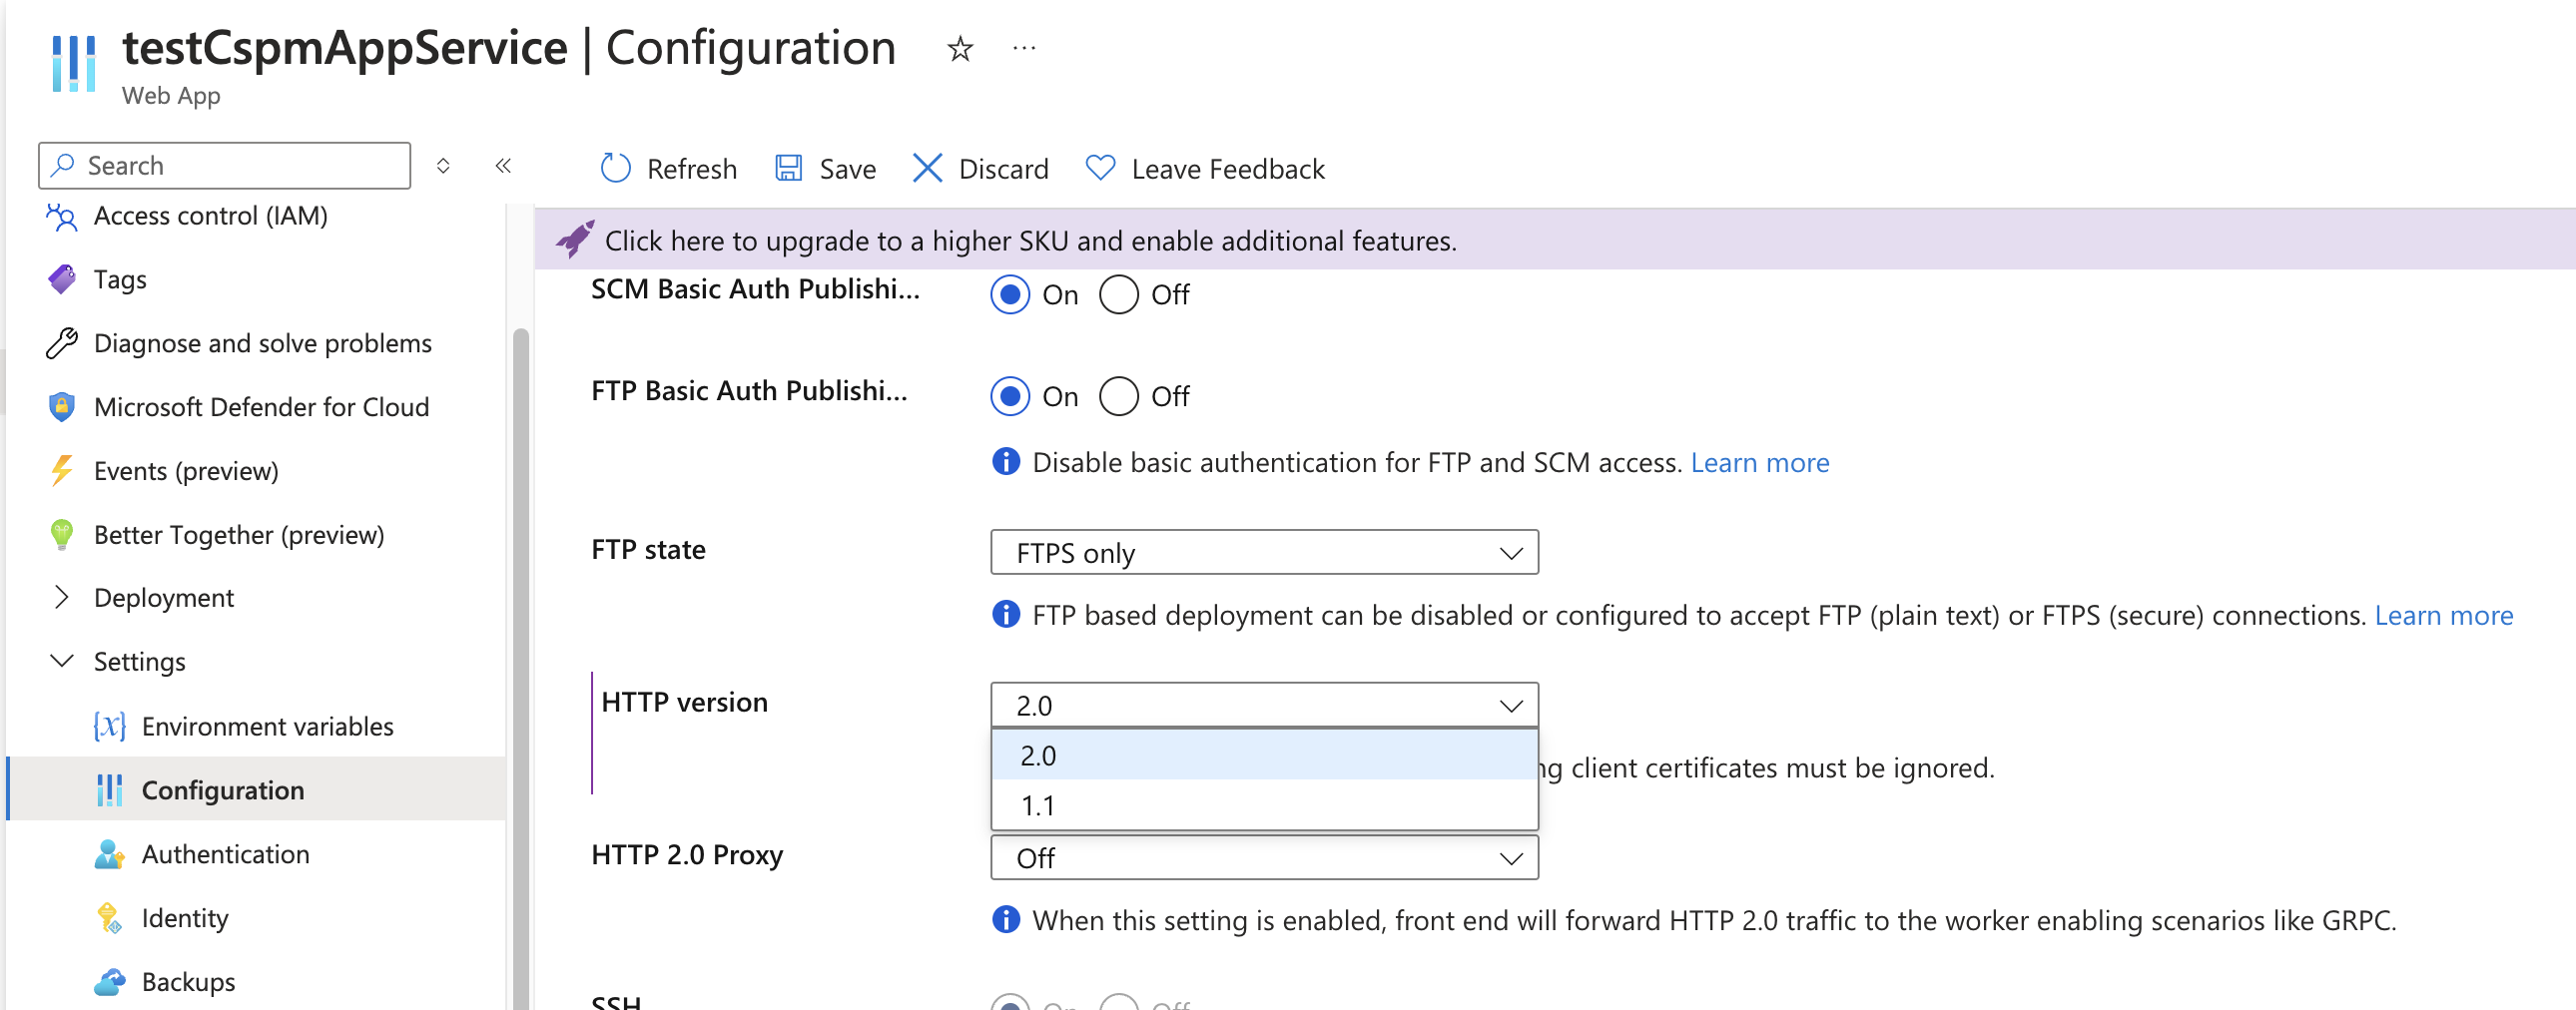 testCspmAppService | Configuration
Web App
Search
Access control (IAM)
Tags
Diagnose and solve problems
Microsoft Defender for Cloud
Events (preview)
Better Together (preview)
Deployment
Settings
Environment variables
Configuration
Authentication
Identity
Backups
Refresh
Save
Discard
Leave Feedback
Click here to upgrade to a higher SKU and enable additional features.
SCM Basic Auth Publishi...
On
Off
FTP Basic Auth Publishi...
On
Off
Disable basic authentication for FTP and SCM access. Learn more
FTP state
FTPS only
FTP based deployment can be disabled or configured to accept FTP (plain text) or FTPS (secure) connections. Learn more
HTTP version
2.0
2.0
1.1
client certificates must be ignored.
HTTP 2.0 Proxy
Off
When this setting is enabled, front end will forward HTTP 2.0 traffic to the worker enabling scenarios like GRPC.
SSH
On
Off